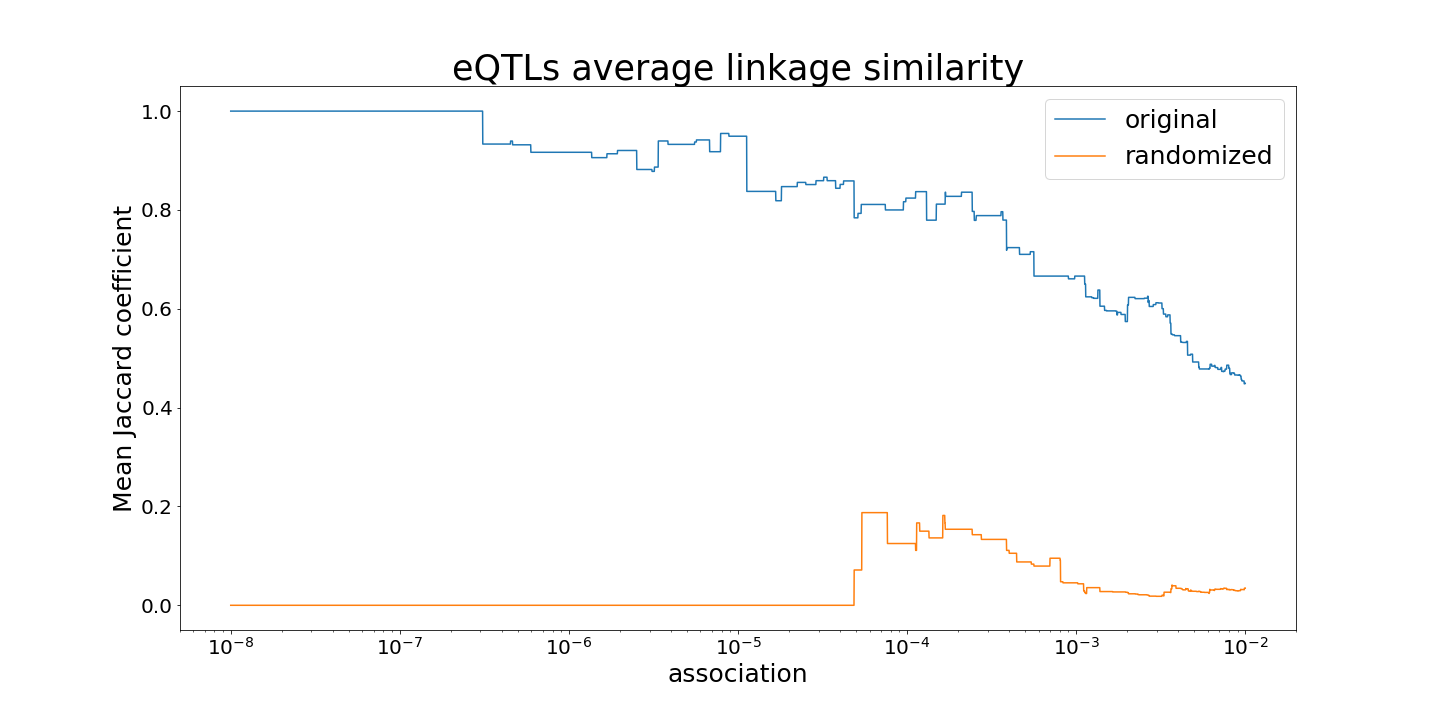 eQTLs average linkage similarity
original
randomized
Mean Jaccard coefficient
1.0
0.8
0.6
0.4
0.2
0.0
10⁻⁸ 10⁻⁷ 10⁻⁶ 10⁻⁵ 10⁻⁴ 10⁻³ 10⁻²
association